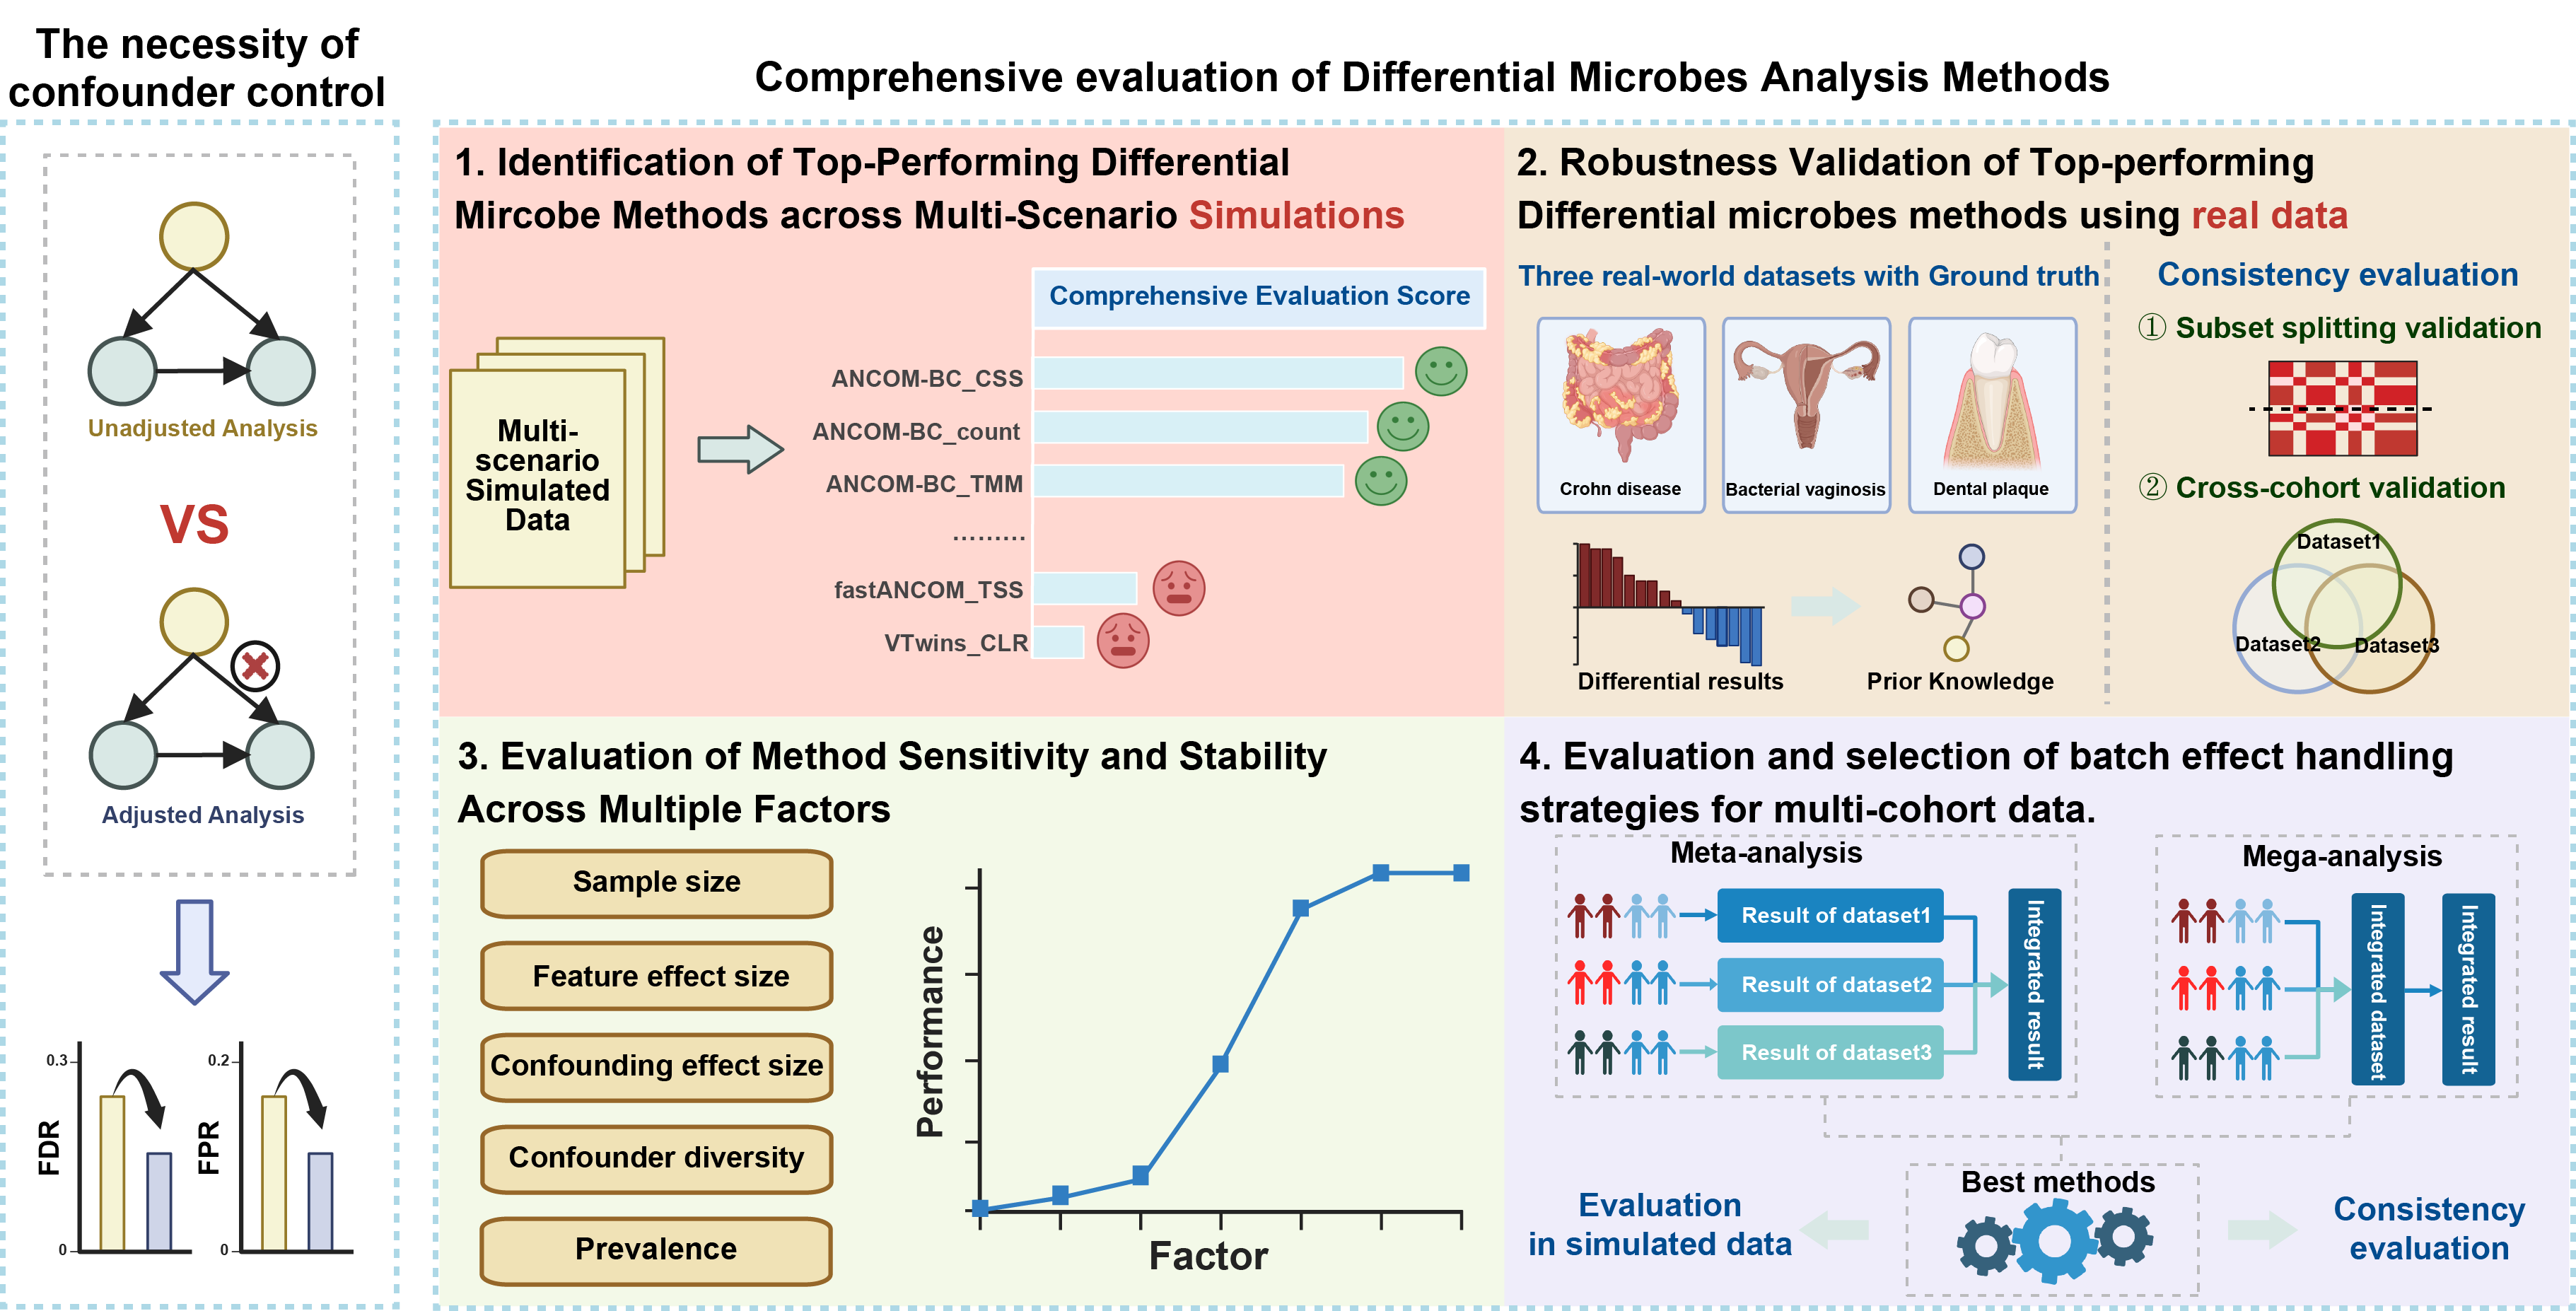 The necessity of
confounder control
Unadjusted Analysis
VS
Adjusted Analysis
0.3
0
FDR
0.2
0
FPR
Comprehensive evaluation of Differential Microbes Analysis Methods
1. Identification of Top-Performing Differential
Mircobe Methods across Multi-Scenario Simulations
Multi-
scenario
Simulated
Data
Comprehensive Evaluation Score
ANCOM-BC_CSS
ANCOM-BC_count
ANCOM-BC_TMM
.........
fastANCOM_TSS
VTwins_CLR
2. Robustness Validation of Top-performing
Differential microbes methods using real data
Three real-world datasets with Ground truth
Crohn disease
Bacterial vaginosis
Dental plaque
Differential results
Prior Knowledge
Consistency evaluation
① Subset splitting validation
② Cross-cohort validation
Dataset1
Dataset2
Dataset3
3. Evaluation of Method Sensitivity and Stability
Across Multiple Factors
Sample size
Feature effect size
Confounding effect size
Confounder diversity
Prevalence
Performance
Factor
4. Evaluation and selection of batch effect handling
strategies for multi-cohort data.
Meta-analysis
Result of dataset1
Result of dataset2
Result of dataset3
Integrated result
Mega-analysis
Integrated dataset
Integrated result
Best methods
Evaluation
in simulated data
Consistency
evaluation